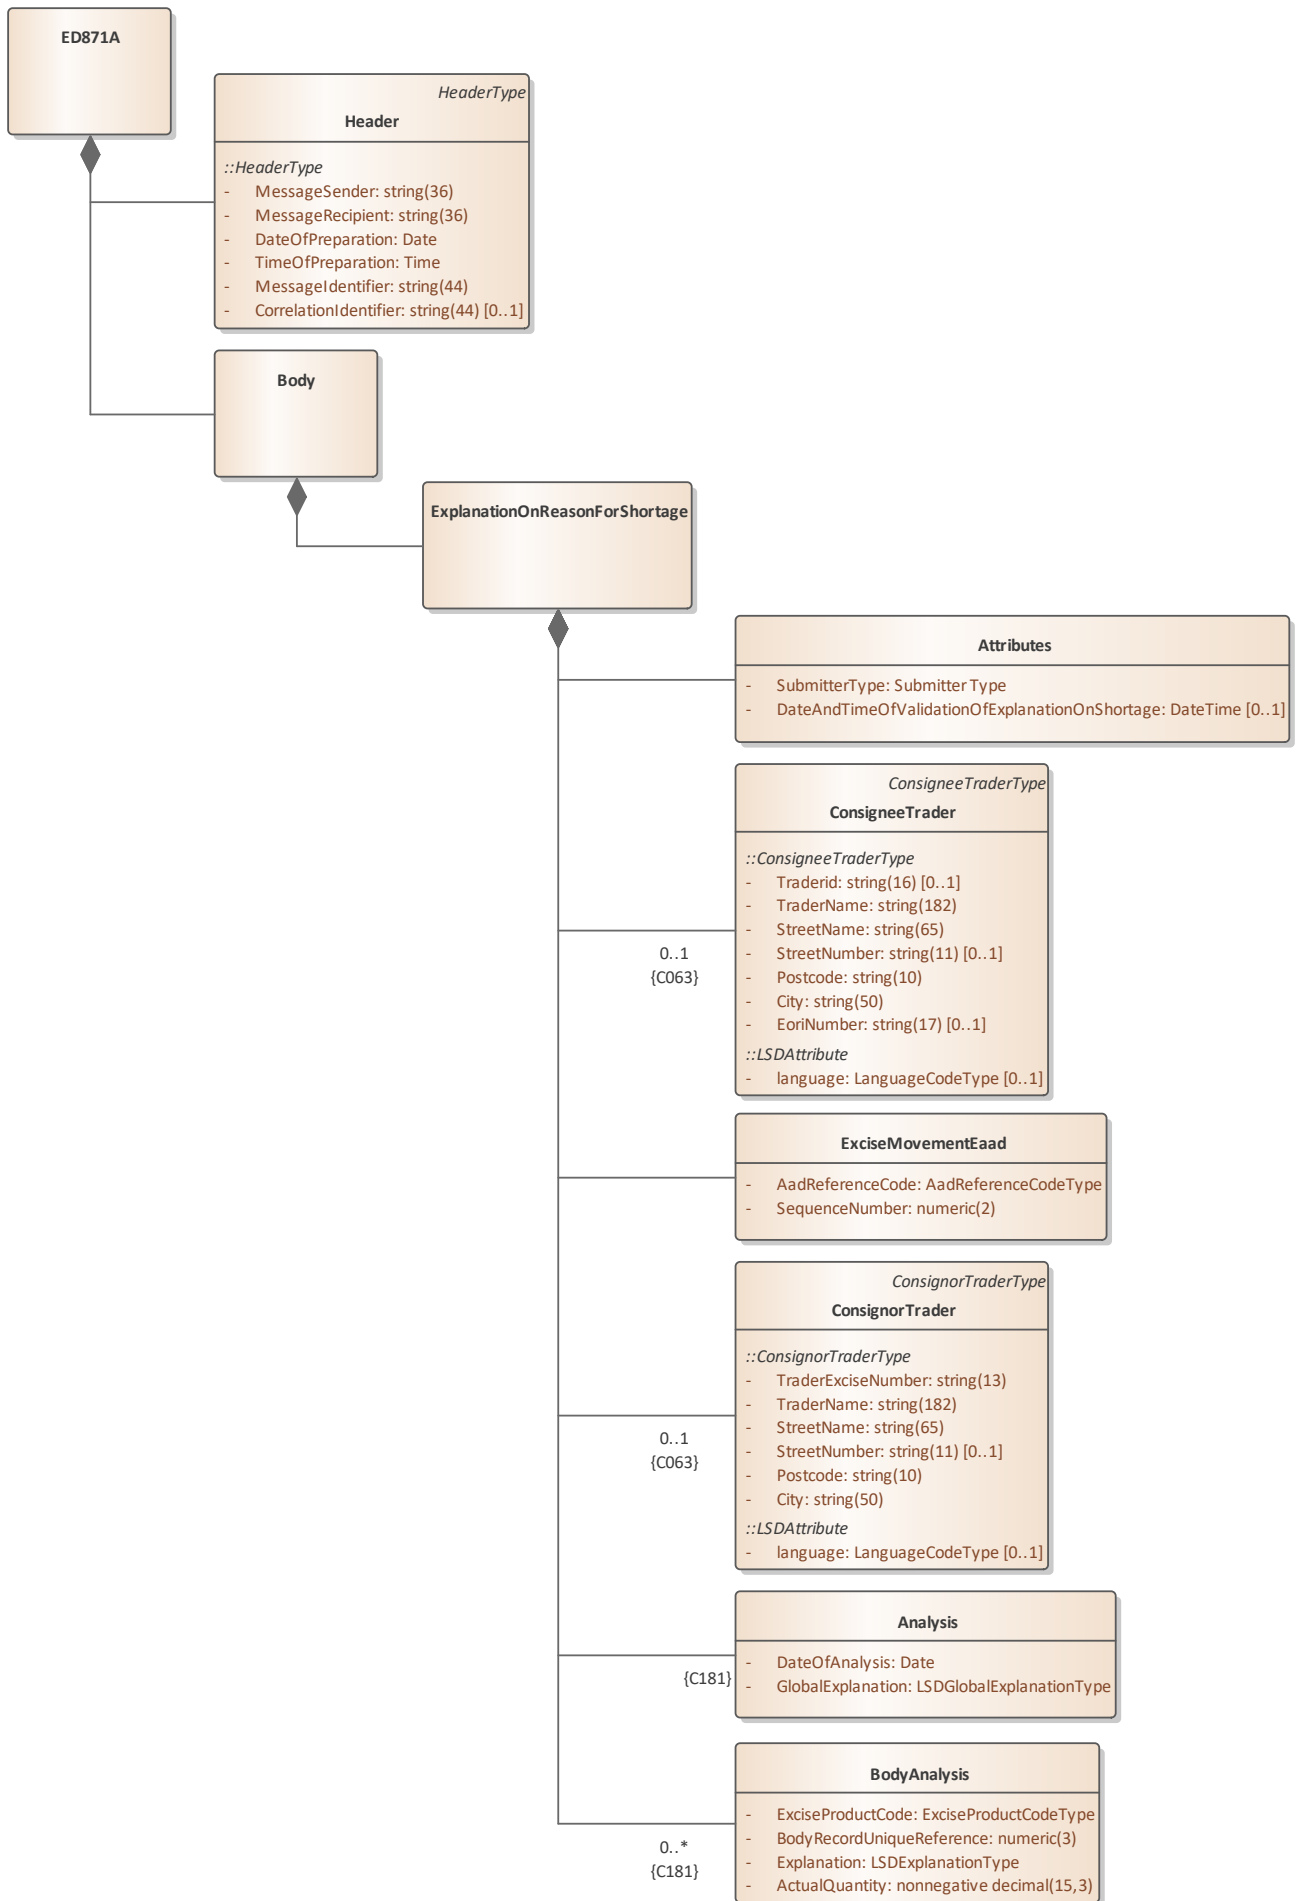 ED871A
HeaderType
Header
::HeaderType
- MessageSender: string(36)
- MessageRecipient: string(36)
- DateOfPreparation: Date
- TimeOfPreparation: Time
- MessageIdentifier: string(44)
- CorrelationIdentifier: string(44) [0..1]
Body
ExplanationOnReasonForShortage
Attributes
- SubmitterType: Submitter Type
- DateAndTimeOfValidationOfExplanationOnShortage: DateTime [0..1]
ConsigneeTraderType
ConsigneeTrader
::ConsigneeTraderType
- Traderid: string(16) [0..1]
- TraderName: string(182)
- StreetName: string(65)
- StreetNumber: string(11) [0..1]
- Postcode: string(10)
- City: string(50)
- EoriNumber: string(17) [0..1]
::LSDAttribute
- language: LanguageCodeType [0..1]
0..1
{C063}
ExciseMovementEaad
- AadReferenceCode: AadReferenceCodeType
- SequenceNumber: numeric(2)
ConsignorTraderType
ConsignorTrader
::ConsignorTraderType
- TraderExciseNumber: string(13)
- TraderName: string(182)
- StreetName: string(65)
- StreetNumber: string(11) [0..1]
- Postcode: string(10)
- City: string(50)
::LSDAttribute
- language: LanguageCodeType [0..1]
0..1
{C063}
Analysis
- DateOfAnalysis: Date
- GlobalExplanation: LSDGlobalExplanationType
{C181}
BodyAnalysis
- ExciseProductCode: ExciseProductCodeType
- BodyRecordUniqueReference: numeric(3)
- Explanation: LSDExplanationType
- ActualQuantity: nonnegative decimal(15,3)
0..*
{C181}